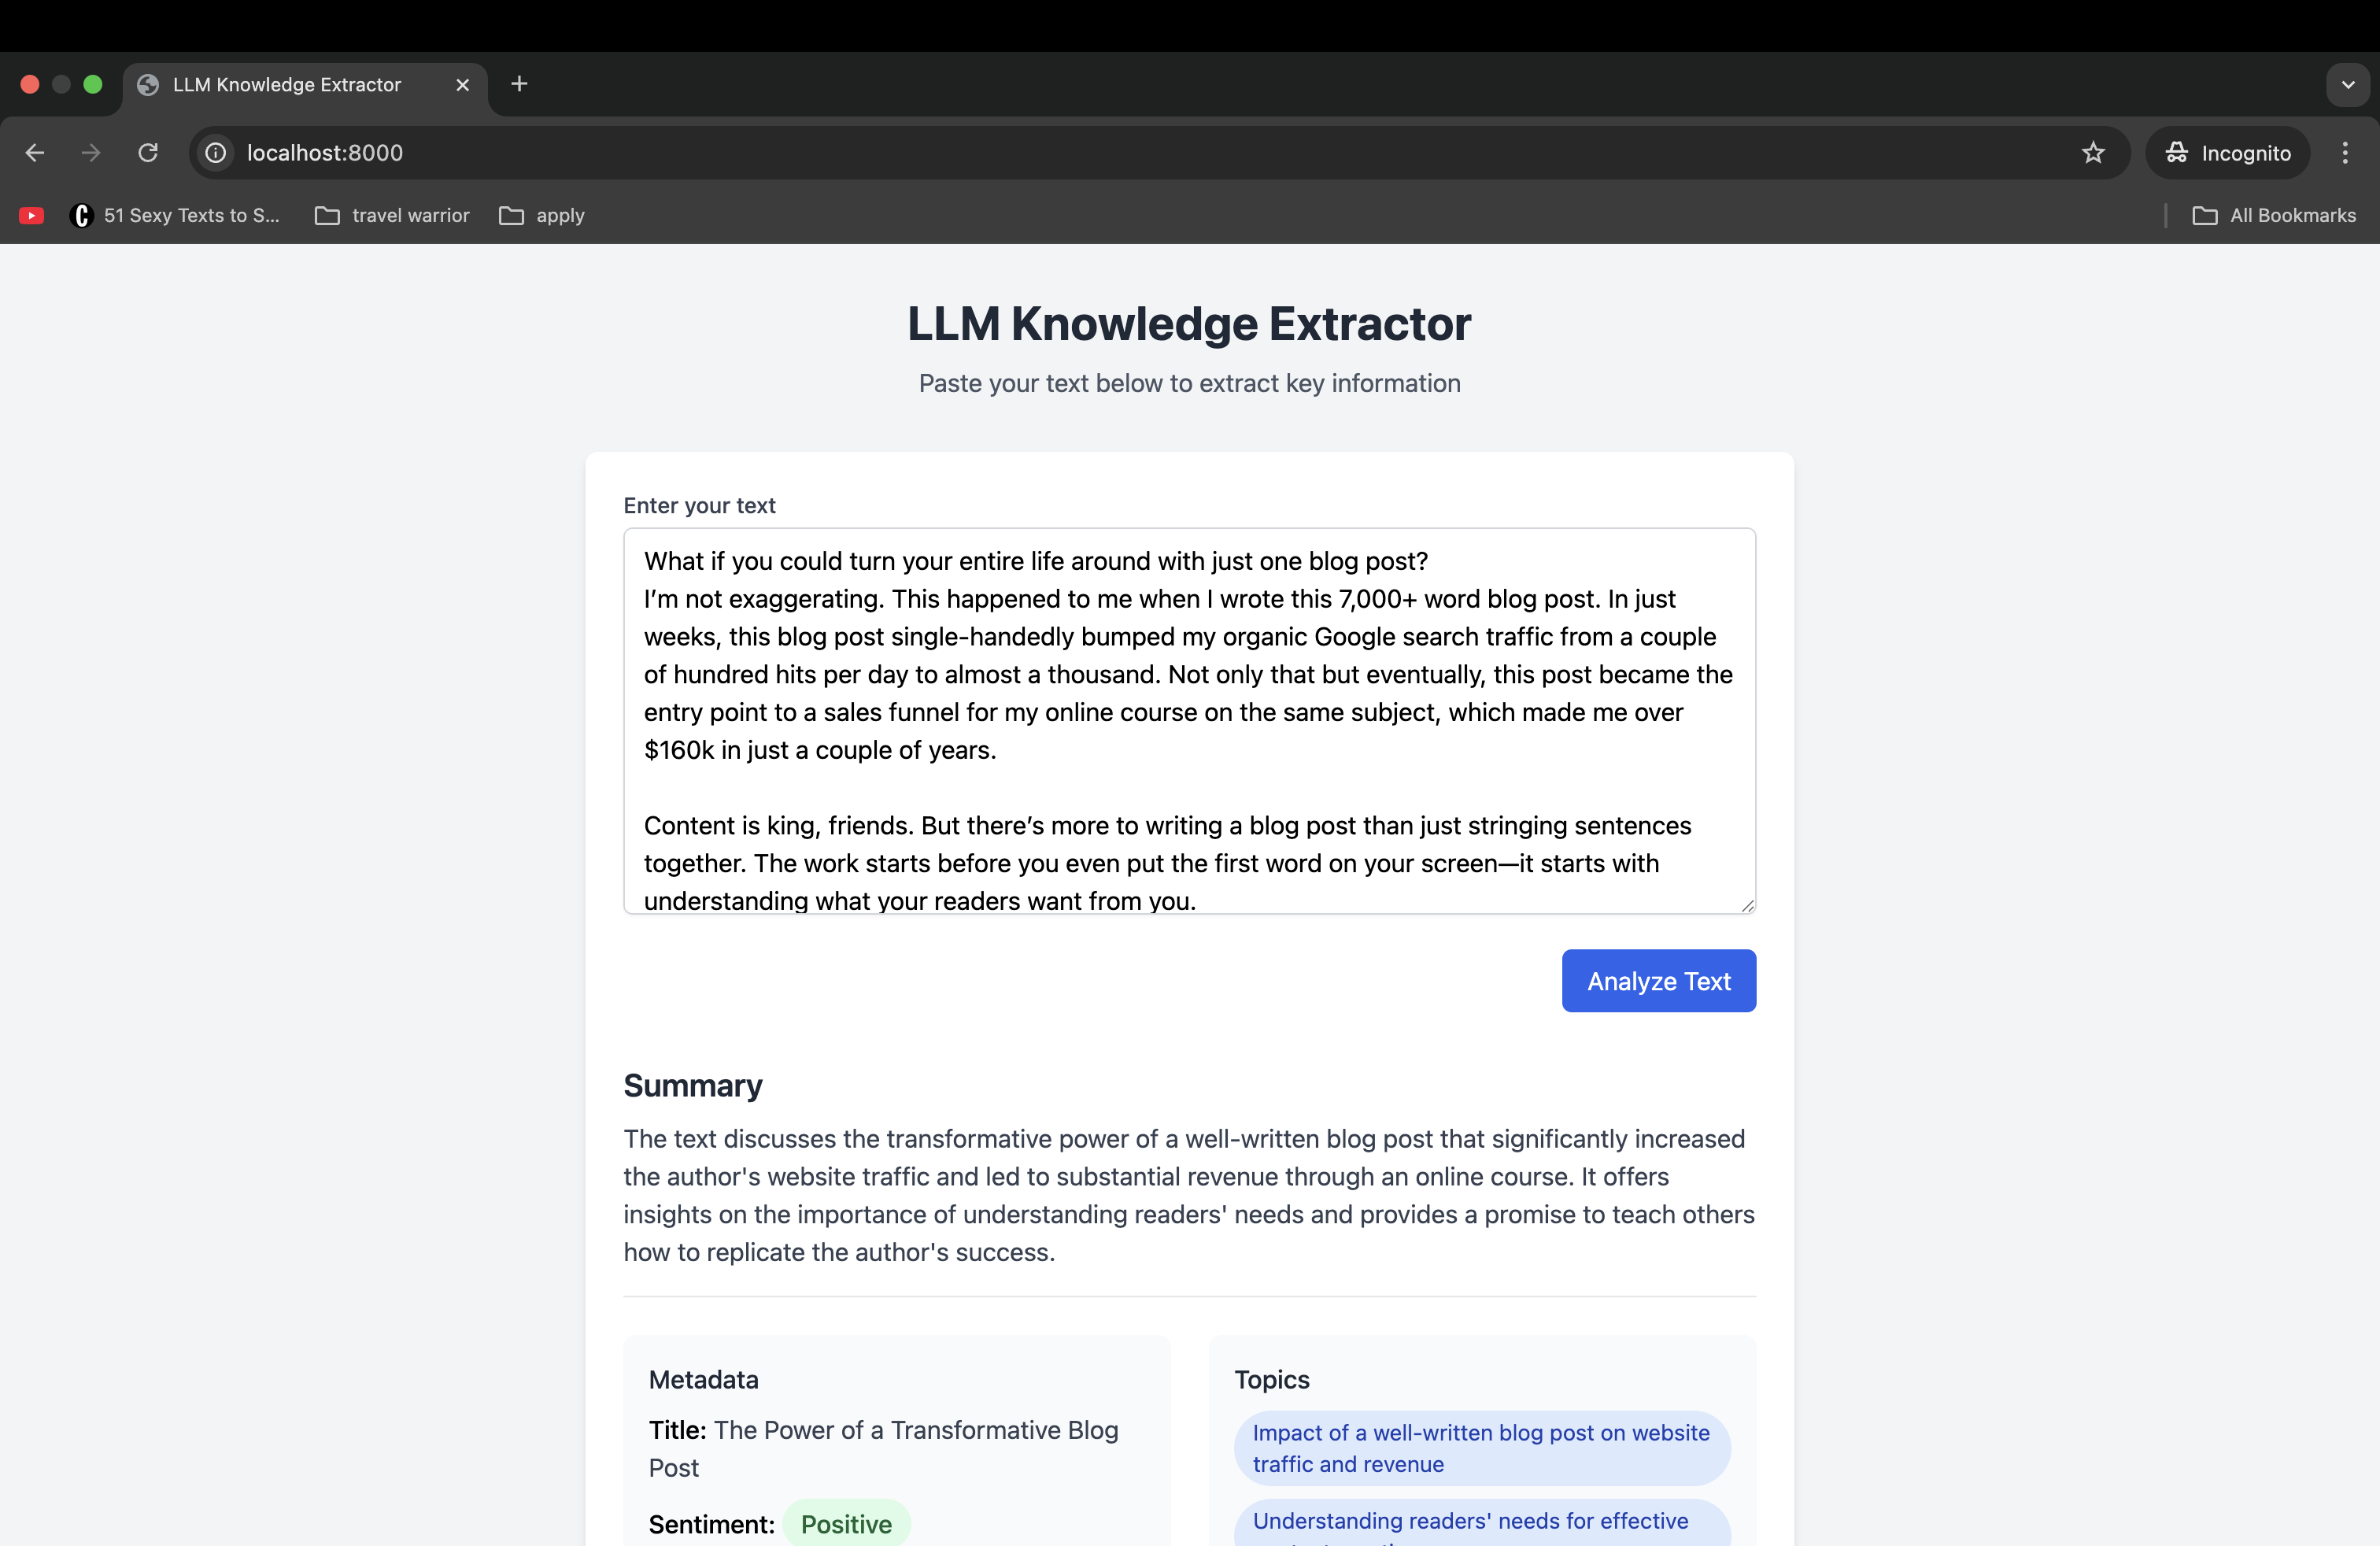 LLM Knowledge Extractor
localhost:8000
Incognito
51 Sexy Texts to S...
travel warrior
apply
All Bookmarks
LLM Knowledge Extractor
Paste your text below to extract key information
Enter your text
What if you could turn your entire life around with just one blog post?
I’m not exaggerating. This happened to me when I wrote this 7,000+ word blog post. In just
weeks, this blog post single-handedly bumped my organic Google search traffic from a couple
of hundred hits per day to almost a thousand. Not only that but eventually, this post became the
entry point to a sales funnel for my online course on the same subject, which made me over
$160k in just a couple of years.
Content is king, friends. But there’s more to writing a blog post than just stringing sentences
together. The work starts before you even put the first word on your screen—it starts with
understanding what your readers want from you.
Analyze Text
Summary
The text discusses the transformative power of a well-written blog post that significantly increased
the author's website traffic and led to substantial revenue through an online course. It offers
insights on the importance of understanding readers' needs and provides a promise to teach others
how to replicate the author's success.
Metadata
Title: The Power of a Transformative Blog
Post
Sentiment: Positive
Topics
Impact of a well-written blog post on website
traffic and revenue
Understanding readers' needs for effective